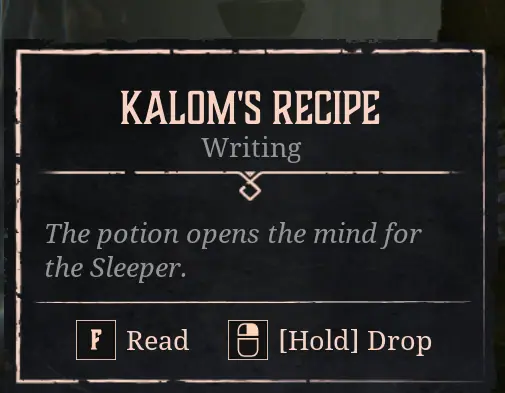 KALOM'S RECIPE
Writing
The potion opens the mind for
the Sleeper.
F Read [Hold] Drop